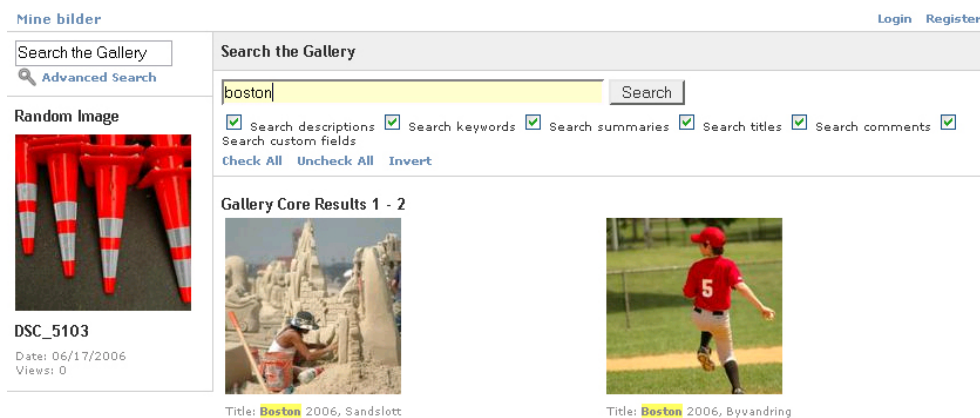 Mine bilder
Login Register
Search the Gallery
Advanced Search
Random Image
DSC_5103
Date: 06/17/2006
Views: 0
Search the Gallery
boston
Search
Search descriptions Search keywords Search summaries Search titles Search comments
Search custom fields
Check All Uncheck All Invert
Gallery Core Results 1 - 2
5
Title: Boston 2006, Sandslott
Title: Boston 2006, Byvandring